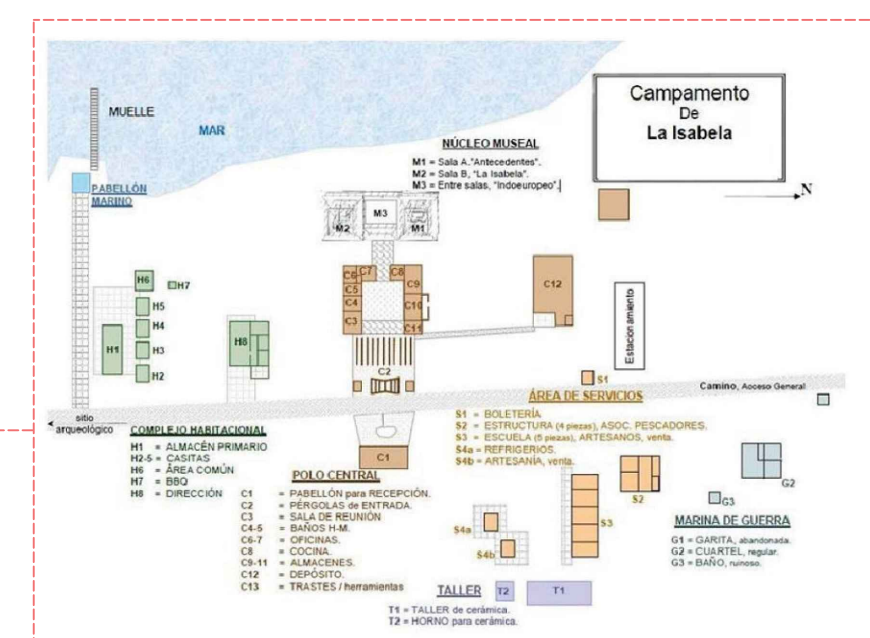 MUELLE
MAR
Campamento
De
La Isabela
N
NÚCLEO MUSEAL
M1 = Sala A."Antecedentes".
M2 = Sala B, "La Isabela".
M3 = Entre salas, "Indoeuropeo".
PABELLÓN
MARINO
M3
M2
M1
H6
H7
H5
H4
H3
H2
H1
H8
C6
C7
C8
C5
C9
C4
C10
C3
C11
C12
C2
Estacionamiento
S1
Camino, Acceso General
sitio
arqueológico
C1
ÁREA DE SERVICIOS
S1 = BOLETERÍA.
S2 = ESTRUCTURA (4 piezas), ASOC. PESCADORES.
S3 = ESCUELA (5 piezas), ARTESANOS, venta.
S4a = REFRIGERIOS.
S4b = ARTESANÍA, venta.
COMPLEJO HABITACIONAL
H1 = ALMACÉN PRIMARIO
H2-5 = CASITAS
H6 = ÁREA COMÚN
H7 = BBQ
H8 = DIRECCIÓN
POLO CENTRAL
C1 = PABELLÓN para RECEPCIÓN.
C2 = PÉRGOLAS de ENTRADA.
C3 = SALA DE REUNIÓN
C4-5 = BAÑOS H-M.
C6-7 = OFICINAS.
C8 = COCINA.
C9-11 = ALMACENES.
C12 = DEPÓSITO.
C13 = TRASTES / herramientas
S2
G2
G3
S4a
S3
S4b
MARINA DE GUERRA
G1 = GARITA, abandonada.
G2 = CUARTEL, regular.
G3 = BAÑO, ruinoso.
TALLER
T2
T1
T1 = TALLER de cerámica.
T2 = HORNO para cerámica.